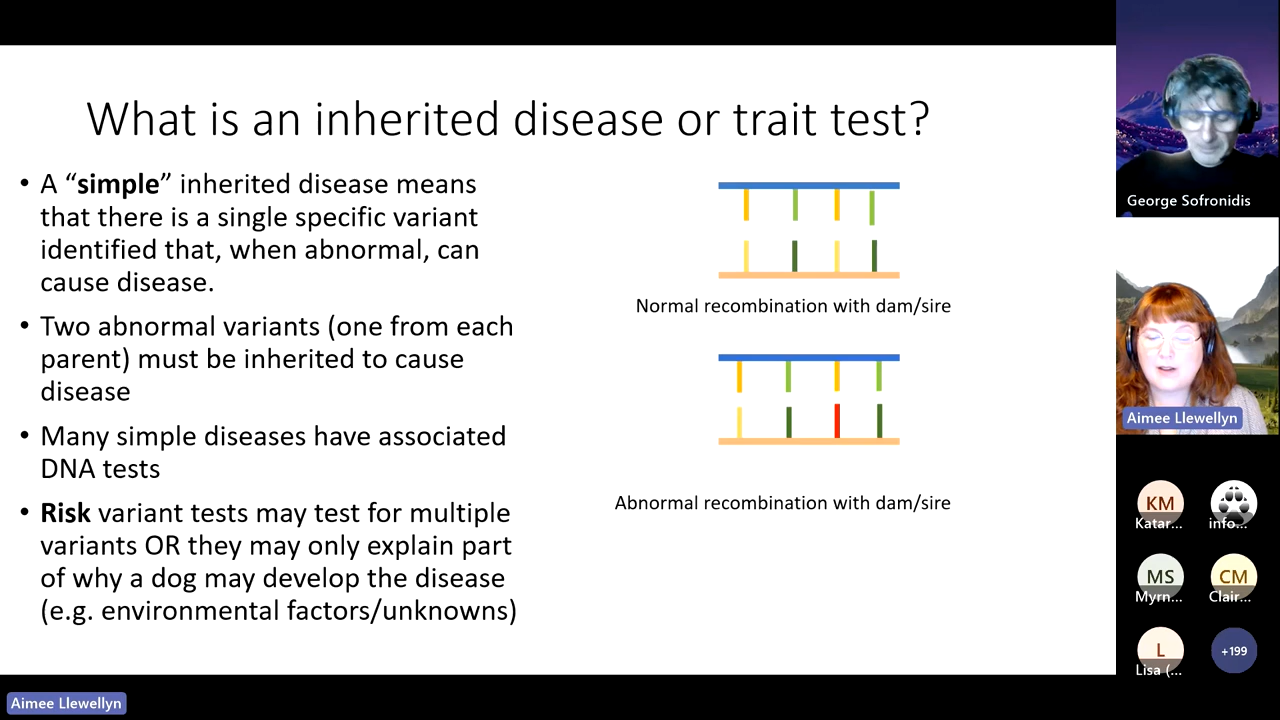 What is an inherited disease or trait test?
• A “simple” inherited disease means
that there is a single specific variant
identified that, when abnormal, can
cause disease.
• Two abnormal variants (one from each
parent) must be inherited to cause
disease
• Many simple diseases have associated
DNA tests
• Risk variant tests may test for multiple
variants OR they may only explain part
of why a dog may develop the disease
(e.g. environmental factors/unknowns)
Normal recombination with dam/sire
Abnormal recombination with dam/sire
George Sofronidis
Aimee Llewellyn
KM
Katar...
info...
MS
Myrn...
CM
Clair...
L
Lisa (...
+199
Aimee Llewellyn